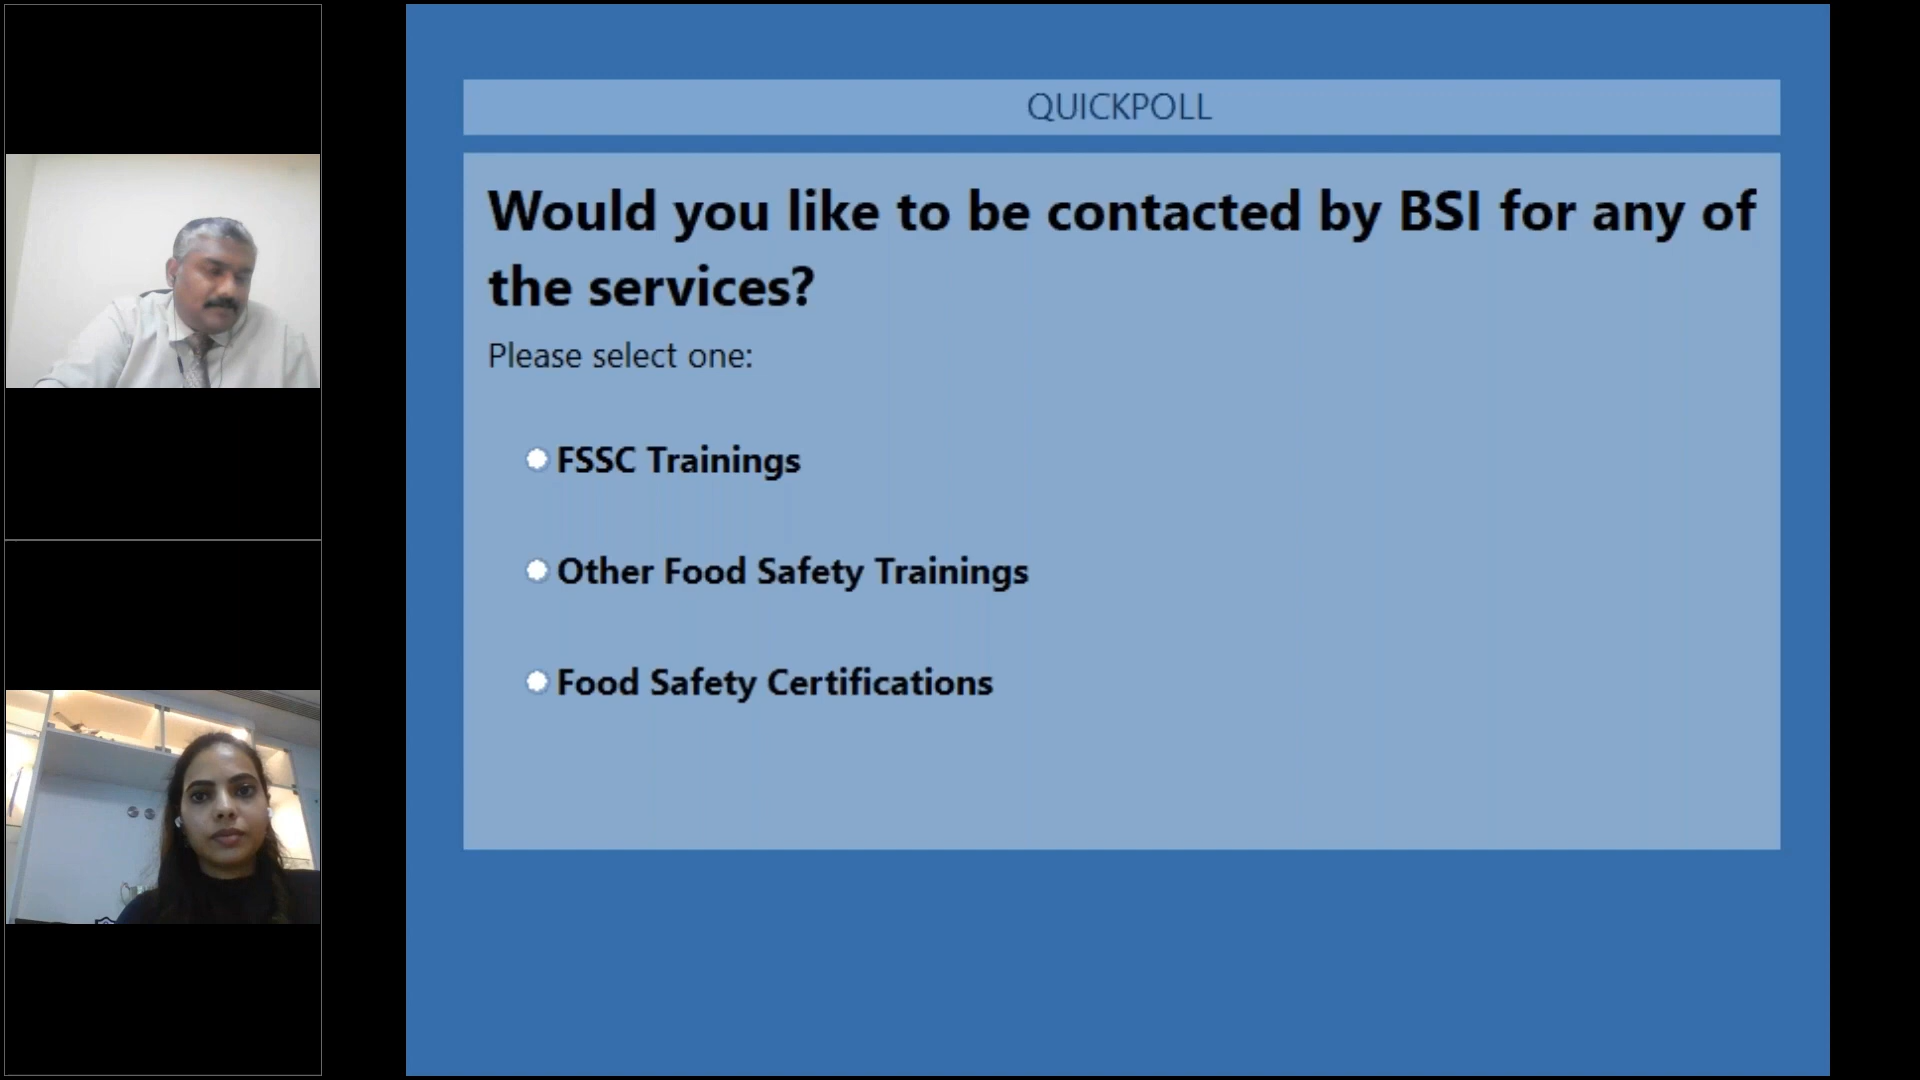 QUICKPOLL
Would you like to be contacted by BSI for any of
the services?
Please select one:
FSSC Trainings
Other Food Safety Trainings
Food Safety Certifications